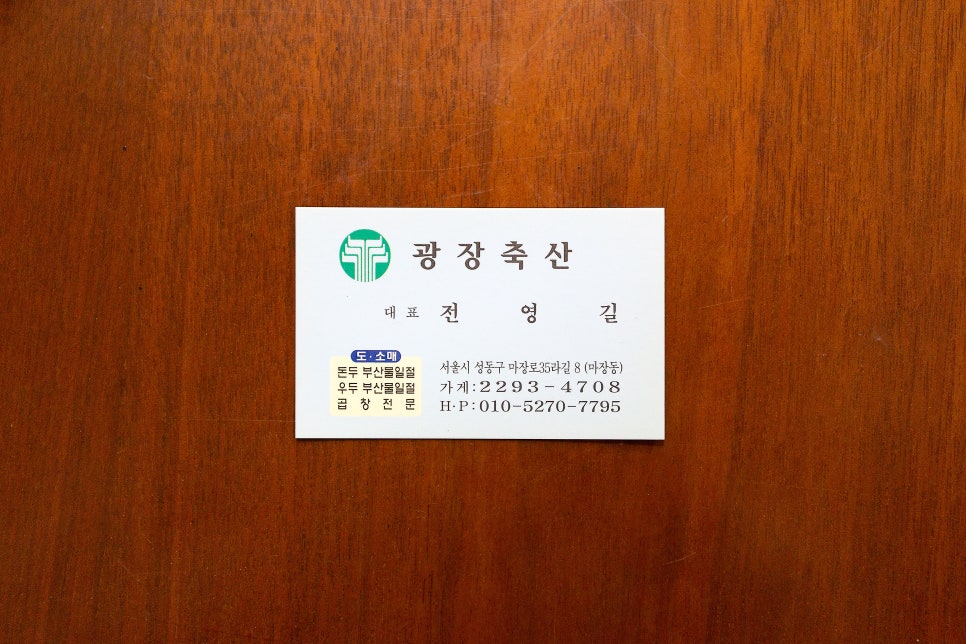 광장축산
대표 전영길
도·소매
돈두 부산물일절
우두 부산물일절
곱창전문
서울시 성동구 마장로35라길 8 (마장동)
가게:2293-4708
H·P:010-5270-7795